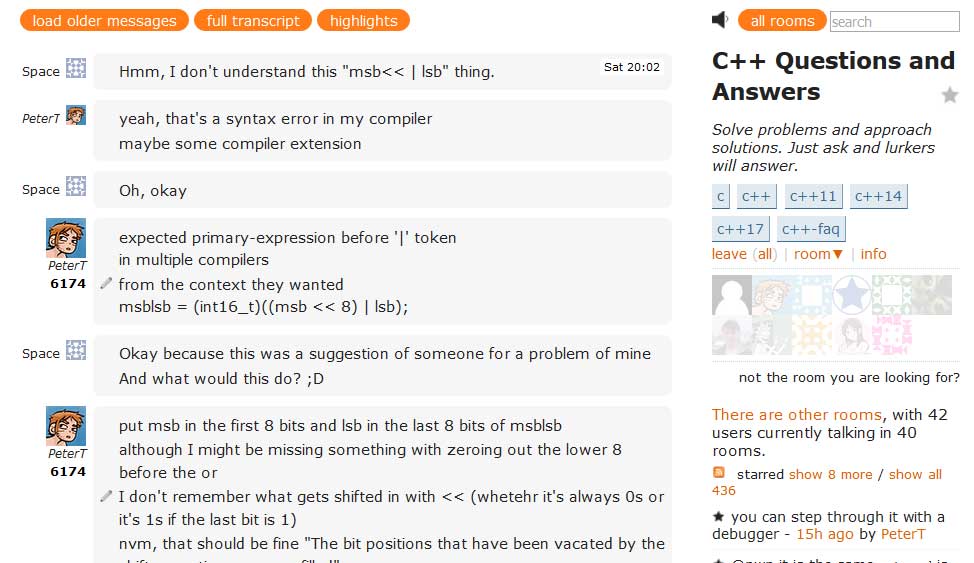 load older messages full transcript highlights
Space
Hmm, I don't understand this "msb<< | lsb" thing.
Sat 20:02
PeterT
yeah, that's a syntax error in my compiler
maybe some compiler extension
Space
Oh, okay
PeterT
6174
expected primary-expression before '|' token
in multiple compilers
from the context they wanted
msblsb = (int16_t)((msb << 8) | lsb);
Space
Okay because this was a suggestion of someone for a problem of mine
And what would this do? ;D
PeterT
6174
put msb in the first 8 bits and lsb in the last 8 bits of msblsb
although I might be missing something with zeroing out the lower 8
before the or
I don't remember what gets shifted in with << (whetehr it's always 0s or
it's 1s if the last bit is 1)
nvm, that should be fine "The bit positions that have been vacated by the
all rooms search
C++ Questions and
Answers
Solve problems and approach
solutions. Just ask and lurkers
will answer.
c c++ c++11 c++14
c++17 c++-faq
leave (all) | room▼ | info
not the room you are looking for?
There are other rooms, with 42
users currently talking in 40
rooms.
starred show 8 more / show all
436
★ you can step through it with a
debugger - 15h ago by PeterT